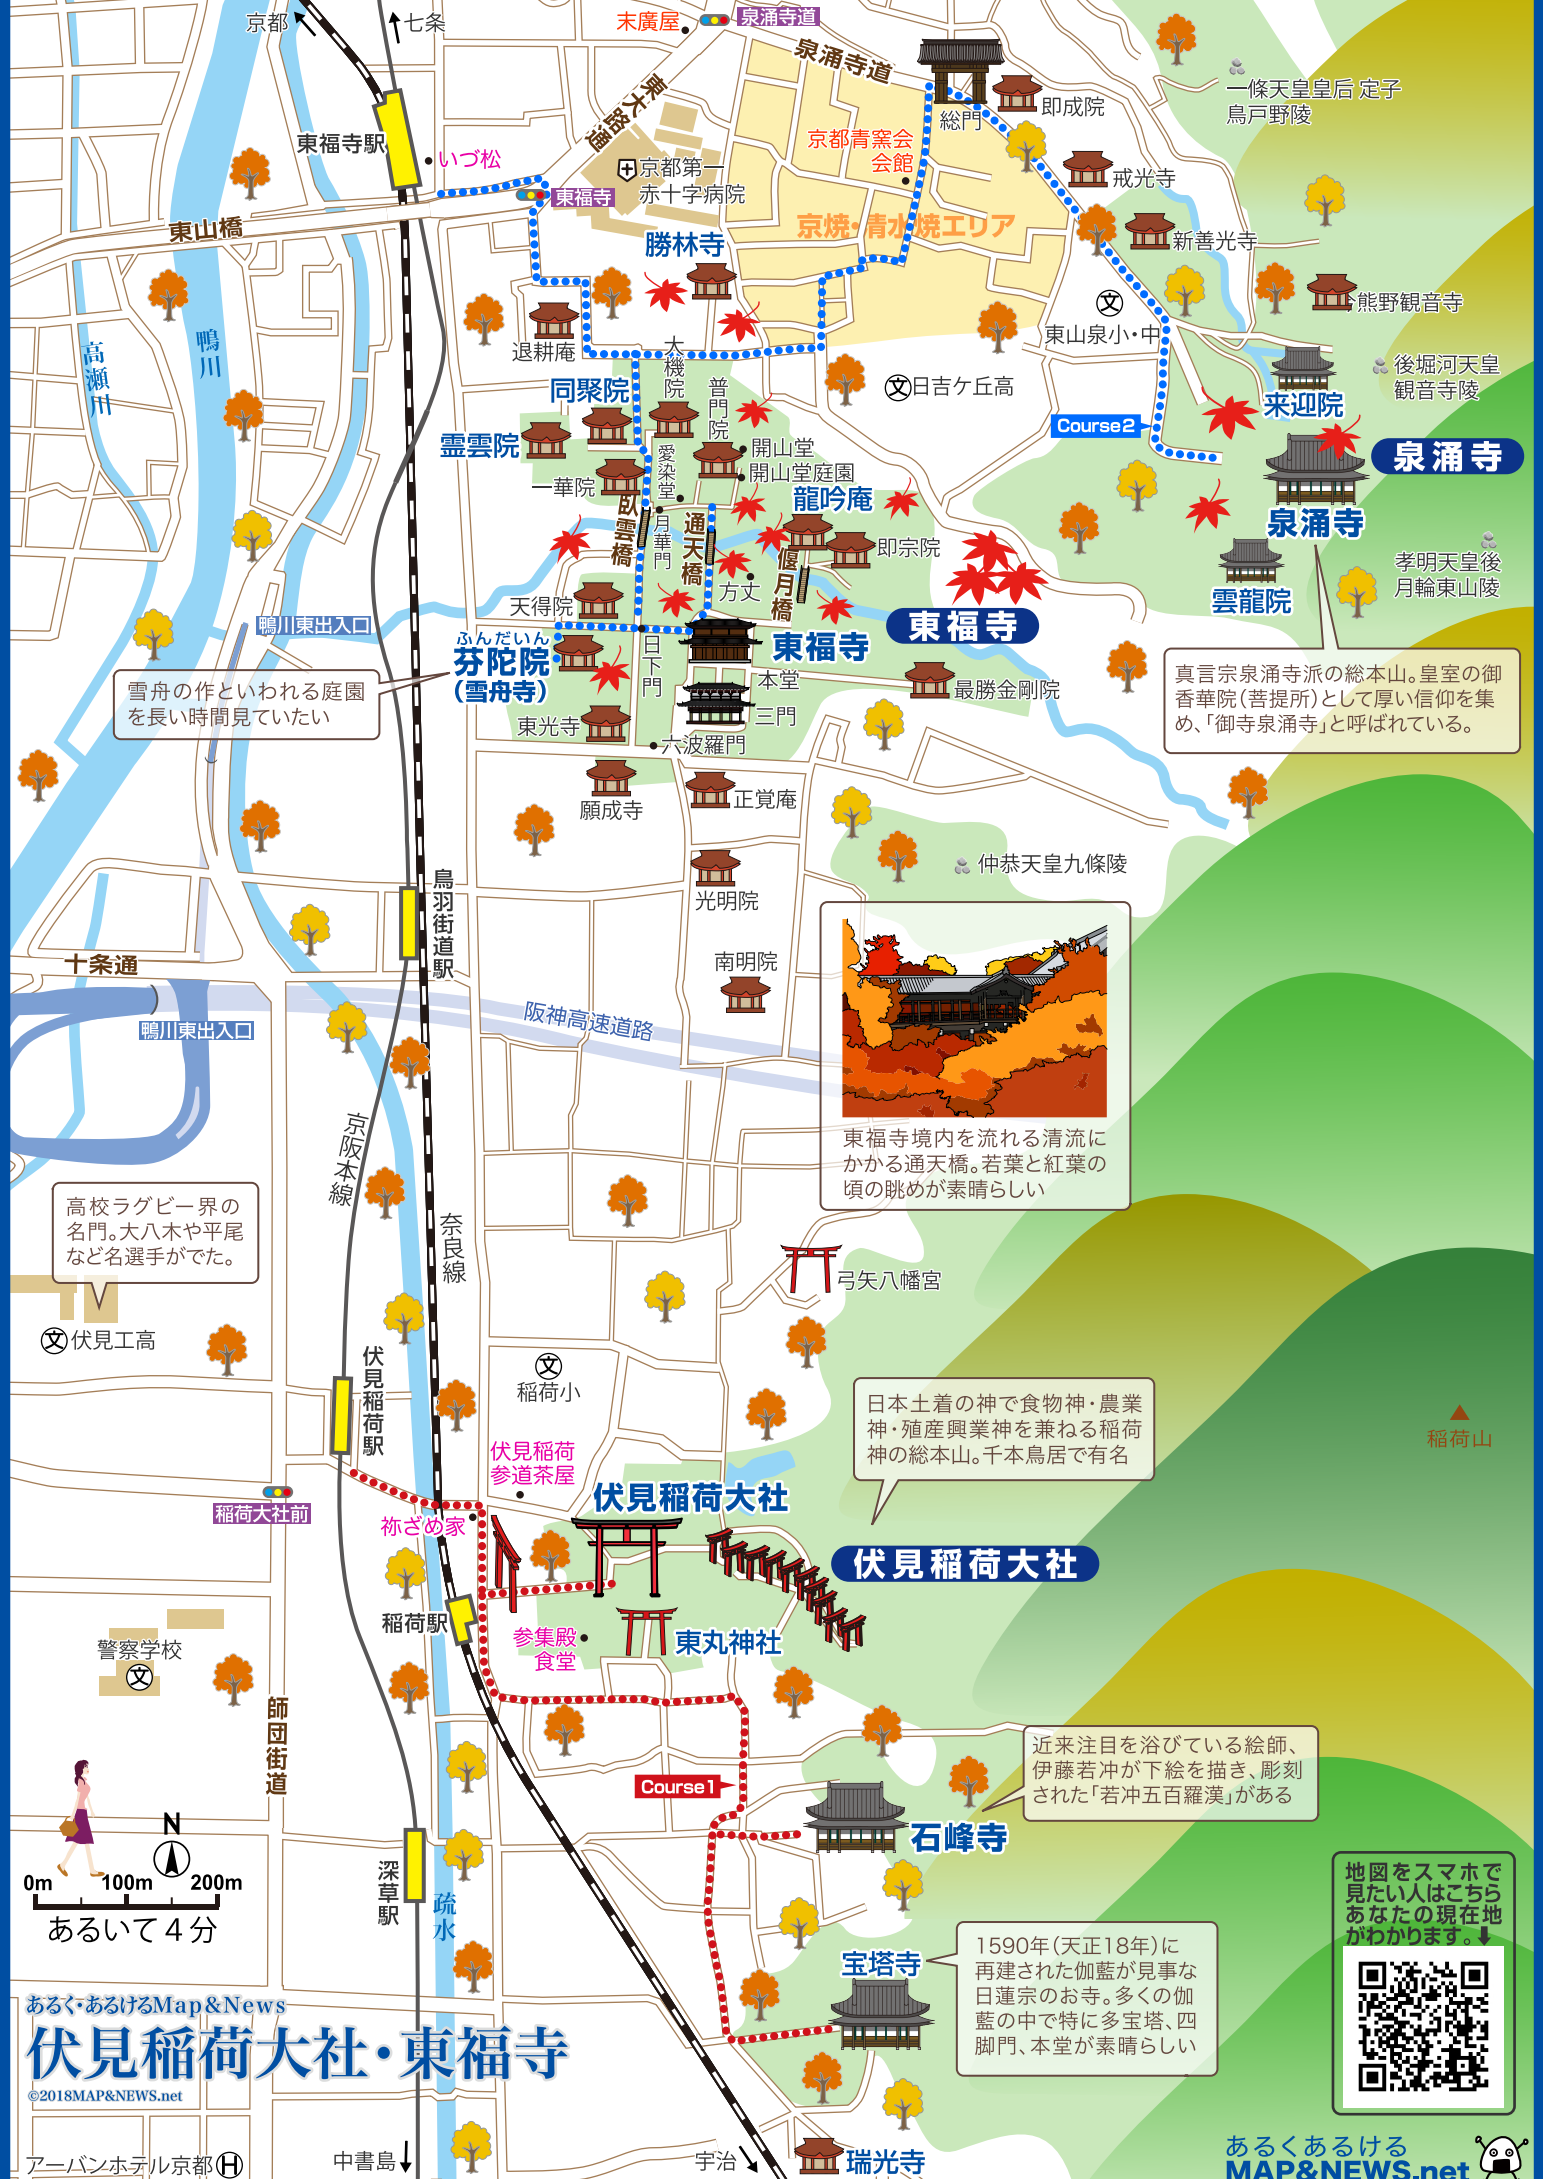 京都
七条
末廣屋
泉涌寺道
泉涌寺道
東大路通
総門
即成院
一條天皇皇后 定子
鳥戸野陵
東福寺駅
いづ松
京都第一
赤十字病院
京都青窯会
会館
戒光寺
東福寺
東山橋
勝林寺
京焼・清水焼エリア
新善光寺
今熊野観音寺
東山泉小・中
文
高瀬川
鴨川
退耕庵
大機院
同聚院
普門院
文日吉ケ丘高
後堀河天皇
観音寺陵
来迎院
Course2
霊雲院
愛染堂
開山堂
開山堂庭園
泉涌寺
一華院
龍吟庵
泉涌寺
臥雲橋
月華門
通天橋
即宗院
偃月橋
方丈
孝明天皇後
月輪東山陵
雲龍院
天得院
鴨川東出入口
ふんだいん
芬陀院
(雪舟寺)
日下門
東福寺
東福寺
本堂
最勝金剛院
三門
雪舟の作といわれる庭園
を長い時間見ていたい
真言宗泉涌寺派の総本山。皇室の御
香華院(菩提所)として厚い信仰を集
め、「御寺泉涌寺」と呼ばれている。
東光寺
六波羅門
願成寺
正覚庵
仲恭天皇九條陵
鳥羽街道駅
光明院
十条通
南明院
鴨川東出入口
阪神高速道路
京阪本線
東福寺境内を流れる清流に
かかる通天橋。若葉と紅葉の
頃の眺めが素晴らしい
高校ラグビー界の
名門。大八木や平尾
など名選手がでた。
奈良線
弓矢八幡宮
文伏見工高
伏見稲荷駅
文
稲荷小
日本土着の神で食物神・農業
神・殖産興業神を兼ねる稲荷
神の総本山。千本鳥居で有名
稲荷山
伏見稲荷
参道茶屋
伏見稲荷大社
稲荷大社前
祢ざめ家
伏見稲荷大社
稲荷駅
参集殿
食堂
東丸神社
警察学校
文
師団街道
近来注目を浴びている絵師、
伊藤若冲が下絵を描き、彫刻
された「若冲五百羅漢」がある
Course1
石峰寺
N
0m 100m 200m
あるいて4分
深草駅
疏水
地図をスマホで
見たい人はこちら
あなたの現在地
がわかります。
宝塔寺
1590年(天正18年)に
再建された伽藍が見事な
日蓮宗のお寺。多くの伽
藍の中で特に多宝塔、四
脚門、本堂が素晴らしい
あるく・あるけるMap&News
伏見稲荷大社・東福寺
©2018MAP&NEWS.net
アーバンホテル京都H
中書島
宇治
瑞光寺
あるくあるける
MAP&NEWS.net